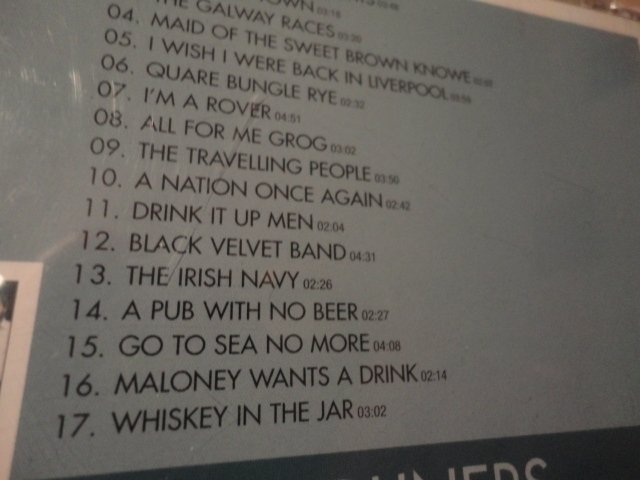 THE GALWAY RACES
04. MAID OF THE SWEET BROWN KNOWE
05. I WISH I WERE BACK IN LIVERPOOL
06. QUARE BUNGLE RYE 02:32
07. I'M A ROVER 04:51
08. ALL FOR ME GROG 03:02
09. THE TRAVELLING PEOPLE 03:50
10. A NATION ONCE AGAIN 02:42
11. DRINK IT UP MEN 02:04
12. BLACK VELVET BAND 04:31
13. THE IRISH NAVY 02:26
14. A PUB WITH NO BEER 02:27
15. GO TO SEA NO MORE 04:08
16. MALONEY WANTS A DRINK 02:14
17. WHISKEY IN THE JAR 03:02